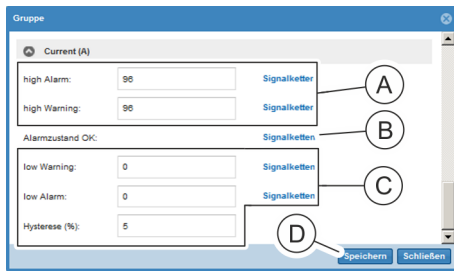 Gruppe
Current (A)
high Alarm: 96 Signalketter
high Warning: 96 Signalketter
Alarmzustand OK: Signalketten
low Warning: 0 Signalketten
low Alarm: 0 Signalketten
Hysterese (%): 5
A
B
C
D
Speichern Schließen